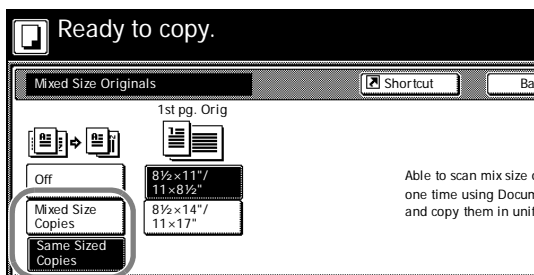 Ready to copy.
Mixed Size Originals
Shortcut
Ba
1st pg. Orig
Off
8½×11"/
11×8½"
Mixed Size
Copies
8½×14"/
11×17"
Same Sized
Copies
Able to scan mix size
one time using Docum
and copy them in unif